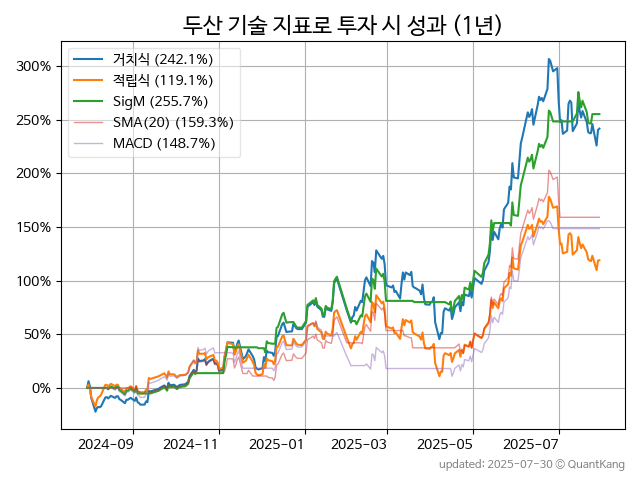 두산 기술 지표로 투자 시 성과 (1년)
거치식 (242.1%)
적립식 (119.1%)
SigM (255.7%)
SMA(20) (159.3%)
MACD (148.7%)
300%
250%
200%
150%
100%
50%
0%
2024-09 2024-11 2025-01 2025-03 2025-05 2025-07
updated: 2025-07-30 © QuantKang